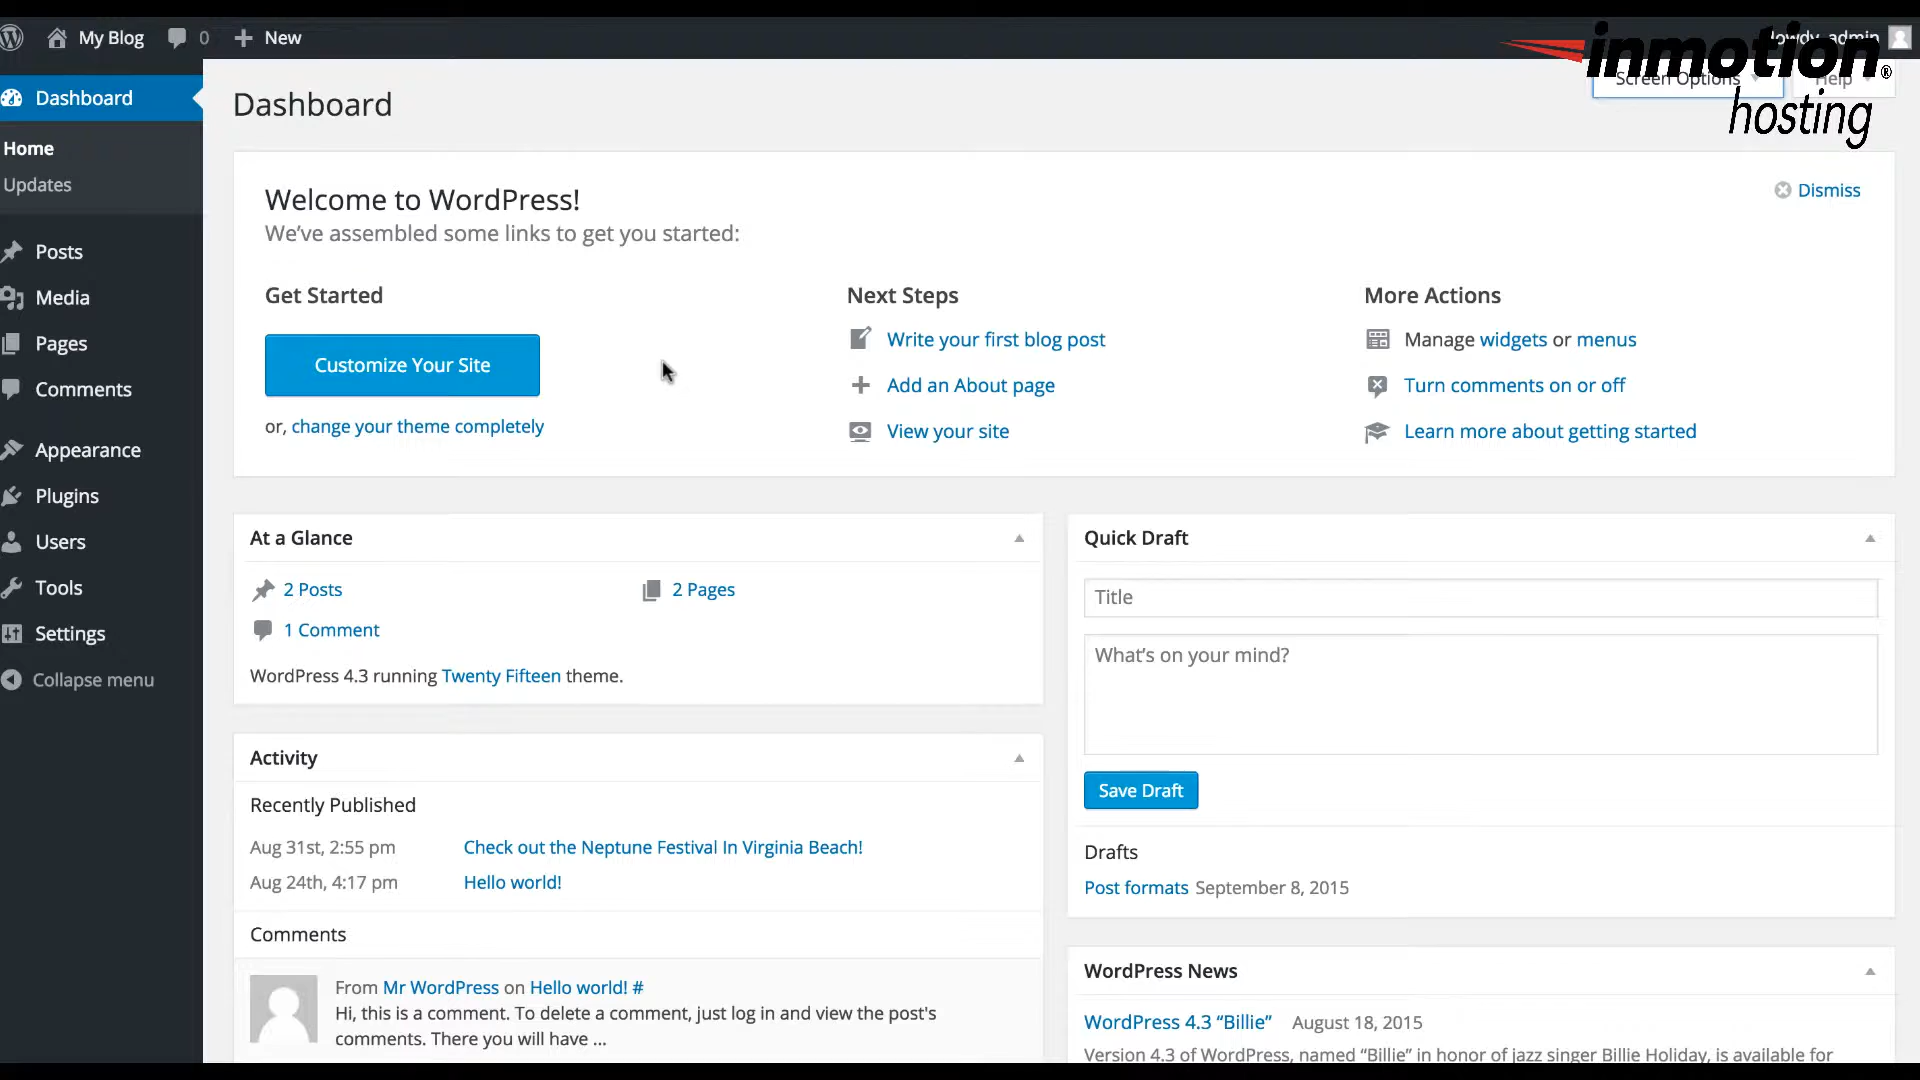 My Blog 0 New
inmotion®
hosting
Howdy, admin
Screen Options Help
Dashboard
Home
Updates
Posts
Media
Pages
Comments
Appearance
Plugins
Users
Tools
Settings
Collapse menu
Dashboard
Welcome to WordPress!
Dismiss
We've assembled some links to get you started:
Get Started
Customize Your Site
or, change your theme completely
Next Steps
Write your first blog post
Add an About page
View your site
More Actions
Manage widgets or menus
Turn comments on or off
Learn more about getting started
At a Glance
2 Posts 2 Pages
1 Comment
WordPress 4.3 running Twenty Fifteen theme.
Activity
Recently Published
Aug 31st, 2:55 pm Check out the Neptune Festival In Virginia Beach!
Aug 24th, 4:17 pm Hello world!
Comments
From Mr WordPress on Hello world! #
Hi, this is a comment. To delete a comment, just log in and view the post's
comments. There you will have ...
Quick Draft
Title
What's on your mind?
Save Draft
Drafts
Post formats September 8, 2015
WordPress News
WordPress 4.3 “Billie” August 18, 2015
Version 4.3 of WordPress, named “Billie” in honor of jazz singer Billie Holiday, is available for